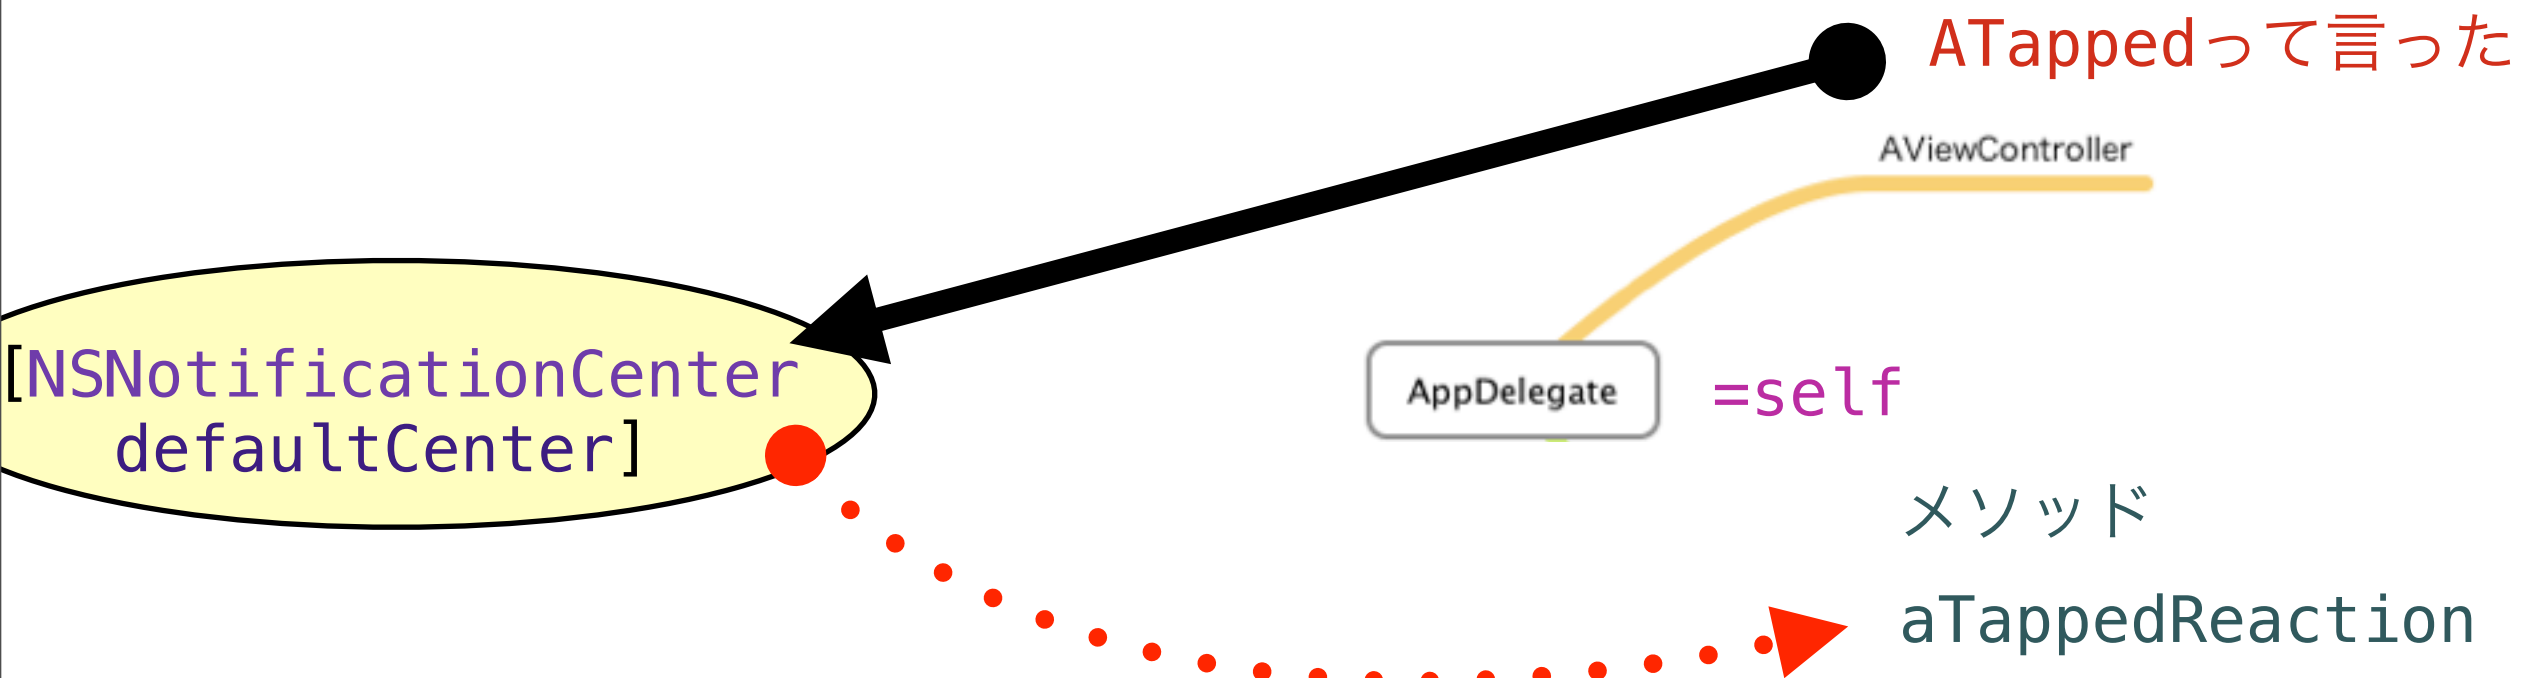 ATappedって言った
AViewController
[NSNotificationCenter
defaultCenter]
AppDelegate
=self
メソッド
aTappedReaction